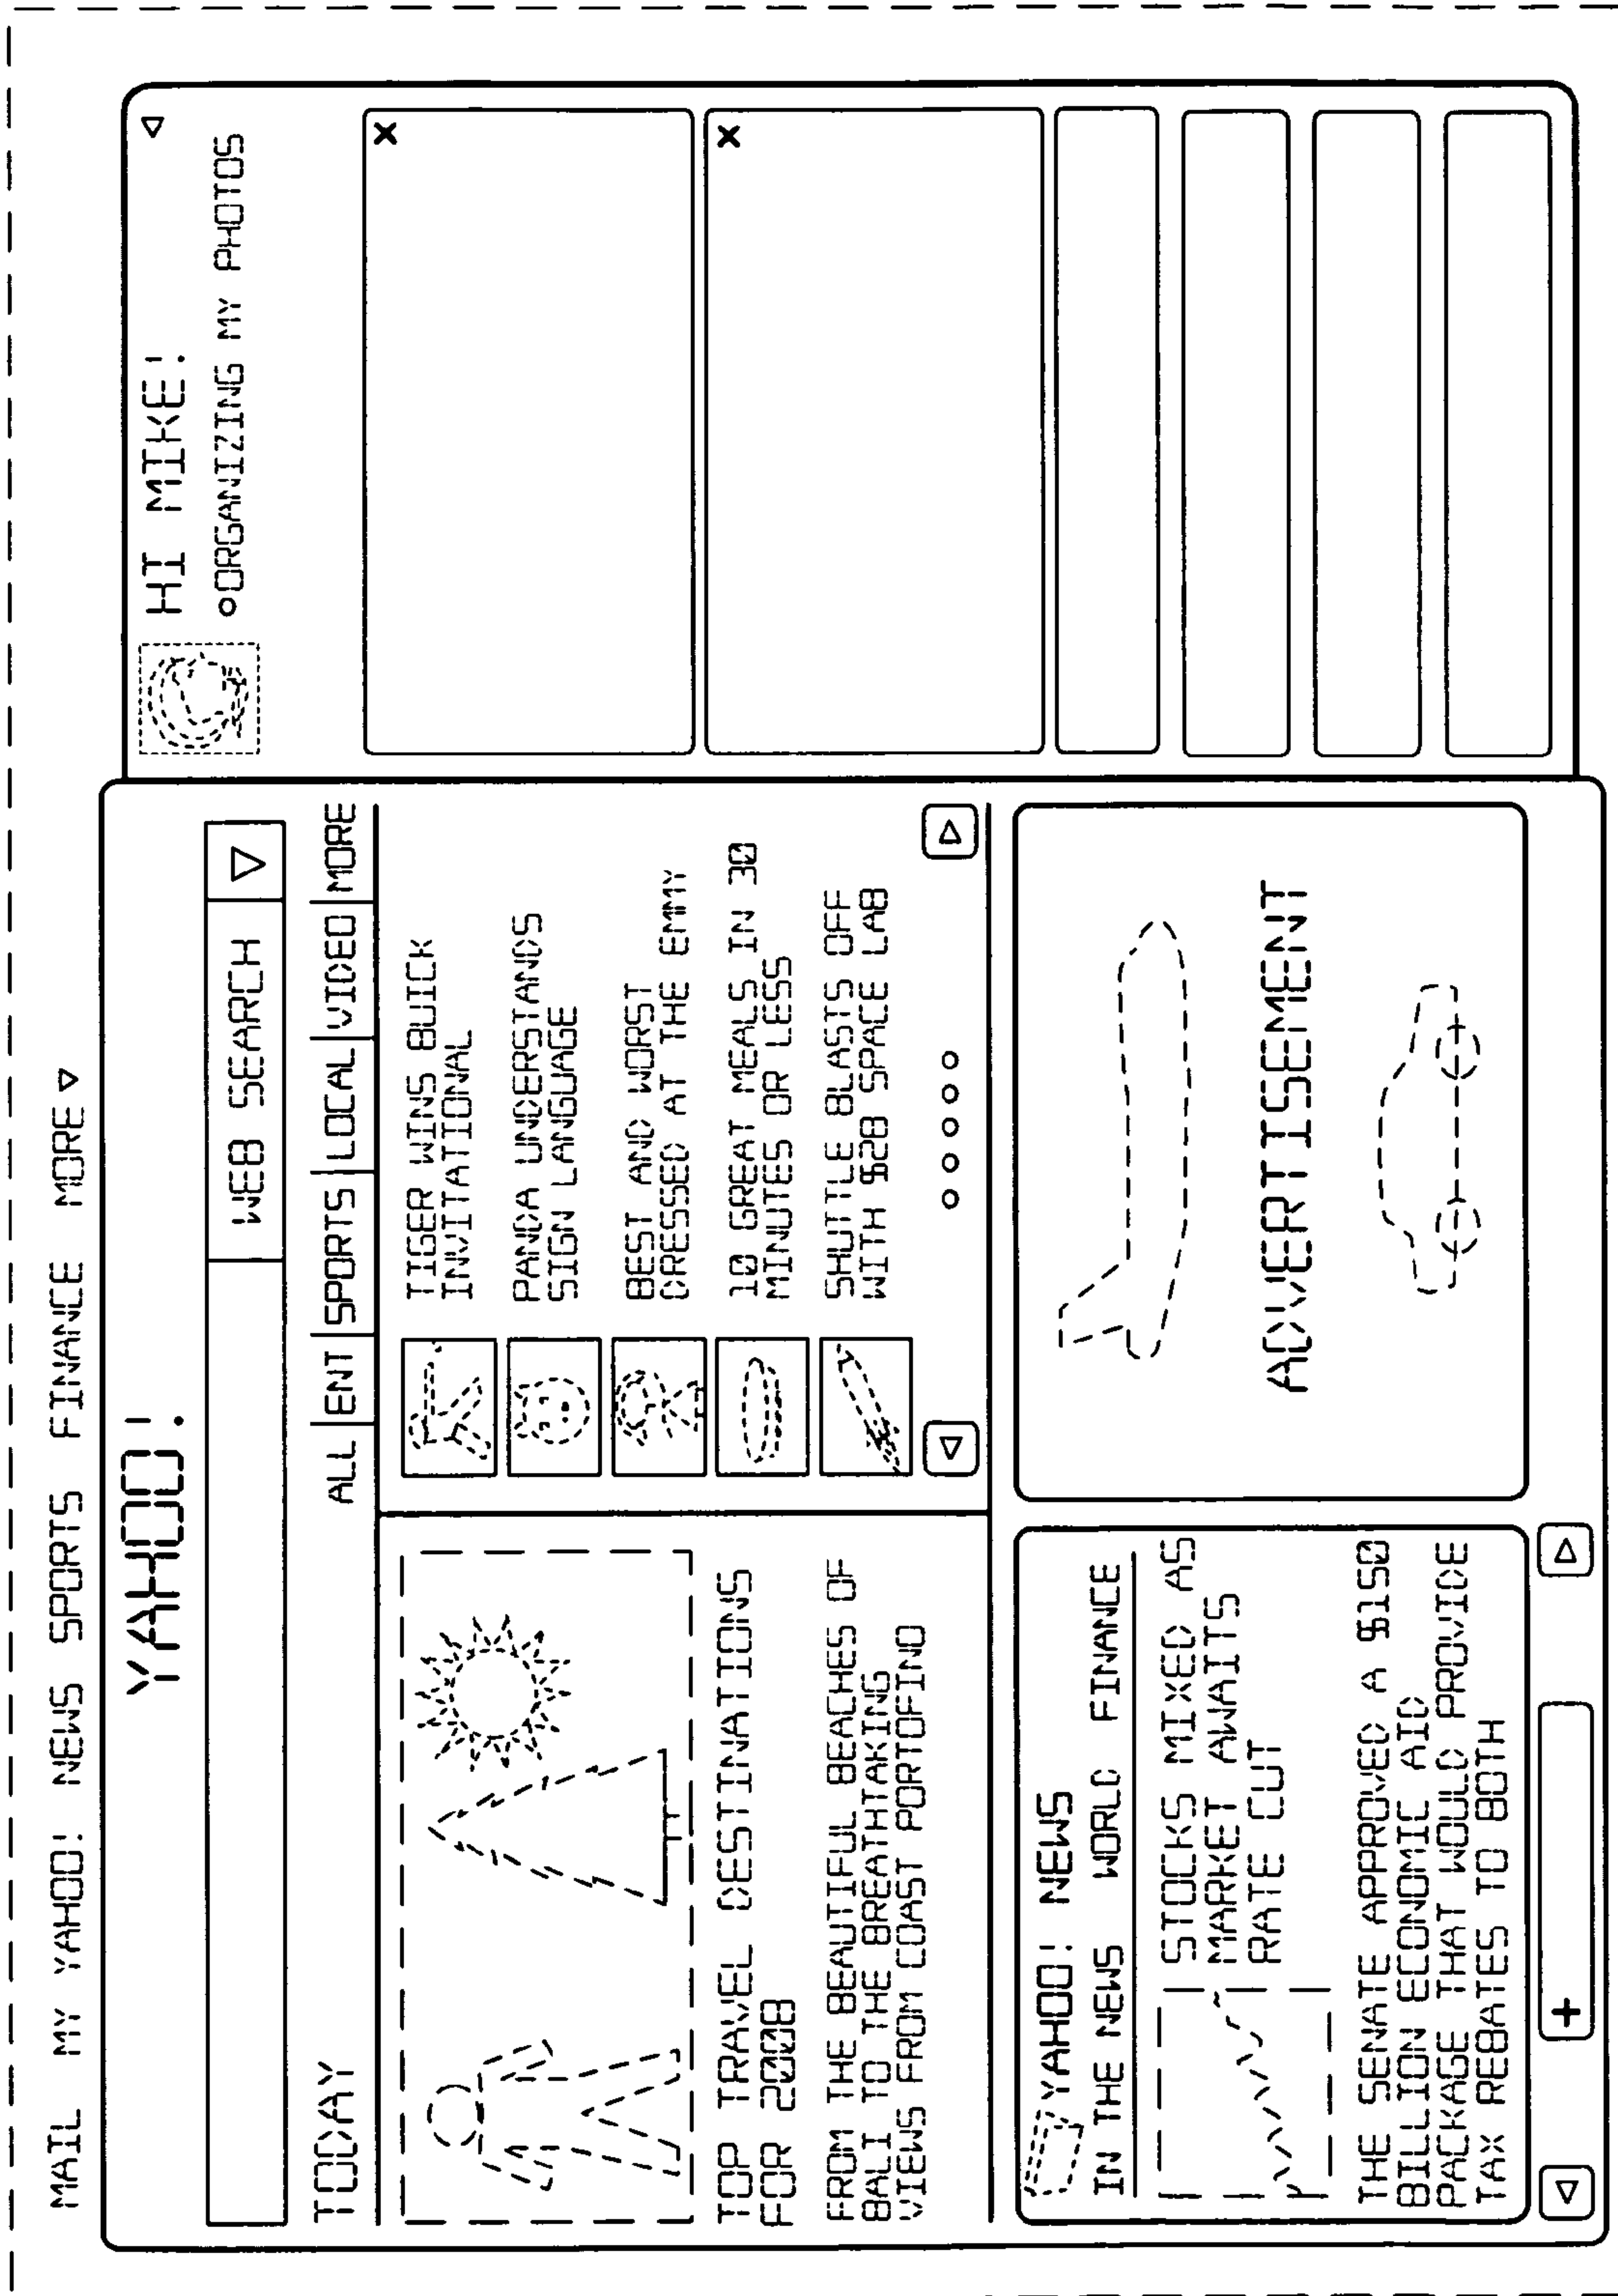 MAIL MY YAHOO! NEWS SPORTS FINANCE MORE
YAHOO!
WEB SEARCH
TODAY
ALL ENT SPORTS LOCAL VIDEO MORE
TOP TRAVEL DESTINATIONS
FOR 2008
FROM THE BEAUTIFUL BEACHES OF
BALI TO THE BREATHTAKING
VIEWS FROM COAST PORTOFINO
TIGER WINS BUICK
INVITATIONAL
PANDA UNDERSTANDS
SIGN LANGUAGE
BEST AND WORST
DRESSED AT THE EMMY
10 GREAT MEALS IN 30
MINUTES OR LESS
SHUTTLE BLASTS OFF
WITH $2B SPACE LAB
YAHOO! NEWS
IN THE NEWS WORLD FINANCE
STOCKS MIXED AS
MARKET AWAITS
RATE CUT
THE SENATE APPROVED A $150
BILLION ECONOMIC AID
PACKAGE THAT WOULD PROVIDE
TAX REBATES TO BOTH
ADVERTISEMENT
HI MIKE!
ORGANIZING MY PHOTOS